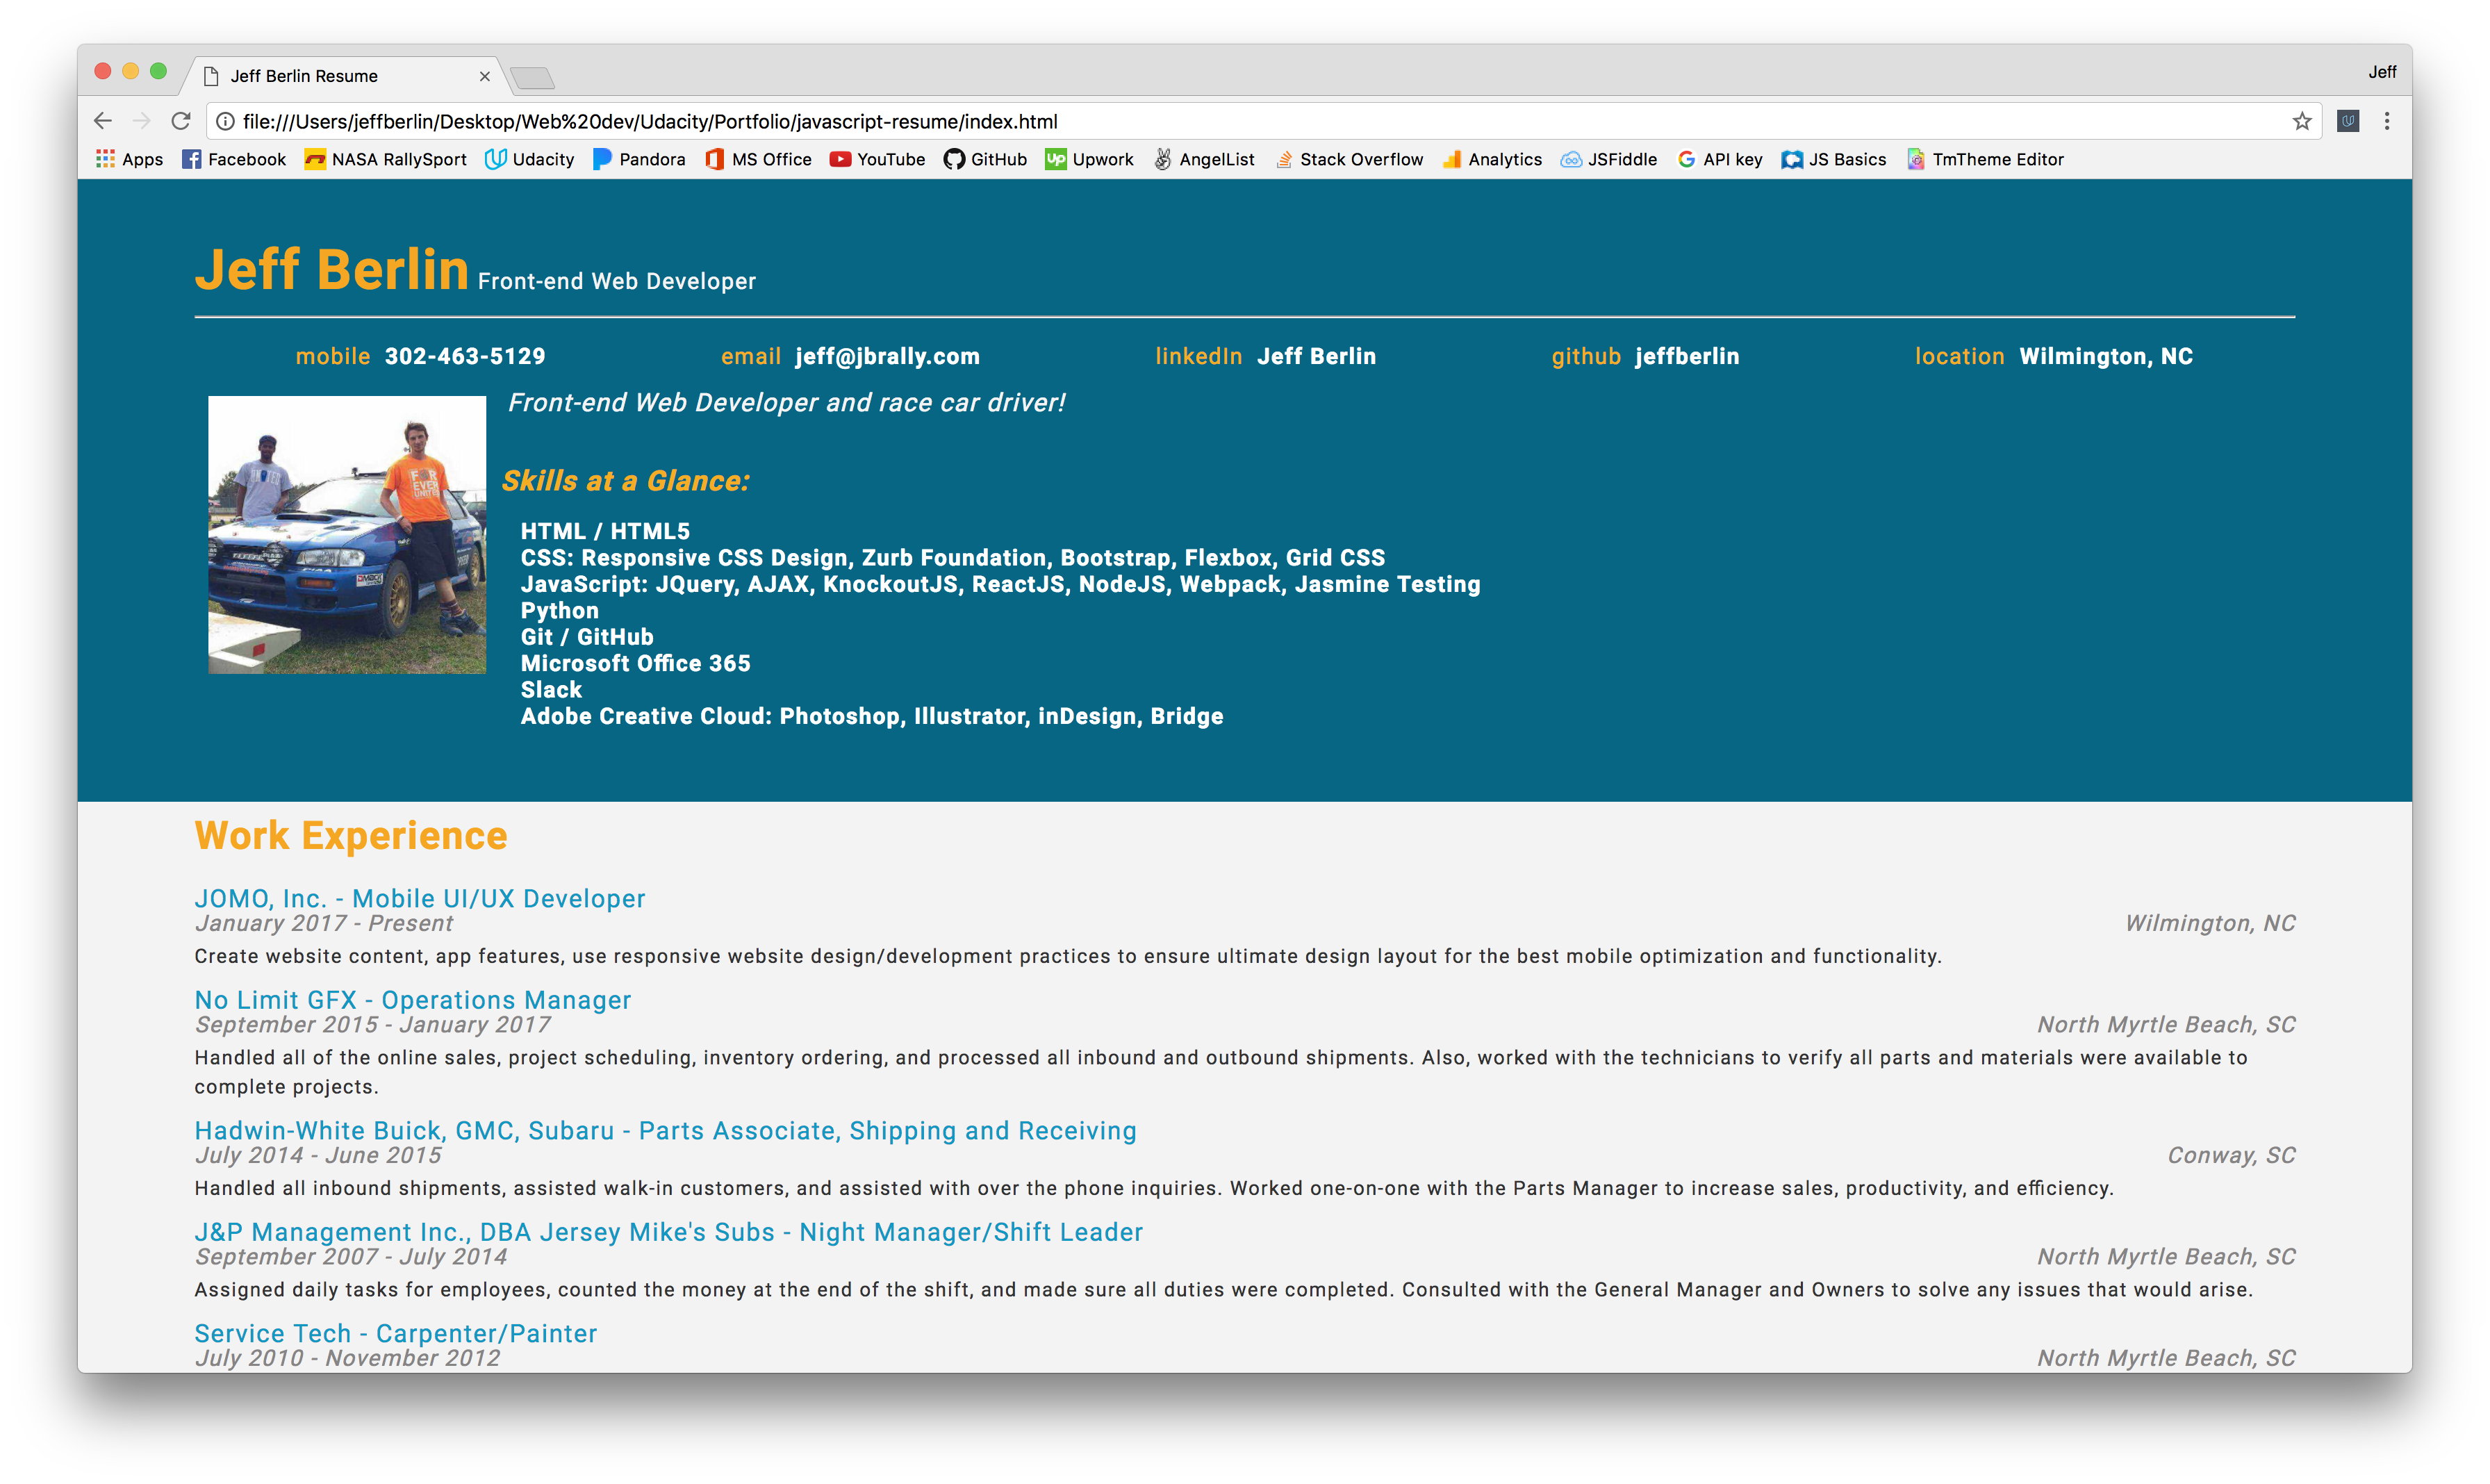 Jeff Berlin Resume
Jeff
file:///Users/jeffberlin/Desktop/Web%20dev/Udacity/Portfolio/javascript-resume/index.html
Apps Facebook NASA RallySport Udacity Pandora MS Office YouTube Up Upwork GitHub AngelList Stack Overflow Analytics JSFiddle API key JS Basics TmTheme Editor
Jeff Berlin Front-end Web Developer
mobile 302-463-5129 email jeff@jbrally.com linkedIn Jeff Berlin github jeffberlin location Wilmington, NC
Front-end Web Developer and race car driver!
FOR
EVER
UNITED
Skills at a Glance:
HTML / HTML5
CSS: Responsive CSS Design, Zurb Foundation, Bootstrap, Flexbox, Grid CSS
JavaScript: JQuery, AJAX, KnockoutJS, ReactJS, NodeJS, Webpack, Jasmine Testing
Python
Git / GitHub
Microsoft Office 365
Slack
Adobe Creative Cloud: Photoshop, Illustrator, inDesign, Bridge
Work Experience
JOMO, Inc. - Mobile UI/UX Developer
January 2017 - Present Wilmington, NC
Create website content, app features, use responsive website design/development practices to ensure ultimate design layout for the best mobile optimization and functionality.
No Limit GFX - Operations Manager
September 2015 - January 2017 North Myrtle Beach, SC
Handled all of the online sales, project scheduling, inventory ordering, and processed all inbound and outbound shipments. Also, worked with the technicians to verify all parts and materials were available to
complete projects.
Hadwin-White Buick, GMC, Subaru - Parts Associate, Shipping and Receiving
July 2014 - June 2015 Conway, SC
Handled all inbound shipments, assisted walk-in customers, and assisted with over the phone inquiries. Worked one-on-one with the Parts Manager to increase sales, productivity, and efficiency.
J&P Management Inc., DBA Jersey Mike's Subs - Night Manager/Shift Leader
September 2007 - July 2014 North Myrtle Beach, SC
Assigned daily tasks for employees, counted the money at the end of the shift, and made sure all duties were completed. Consulted with the General Manager and Owners to solve any issues that would arise.
Service Tech - Carpenter/Painter
July 2010 - November 2012 North Myrtle Beach, SC